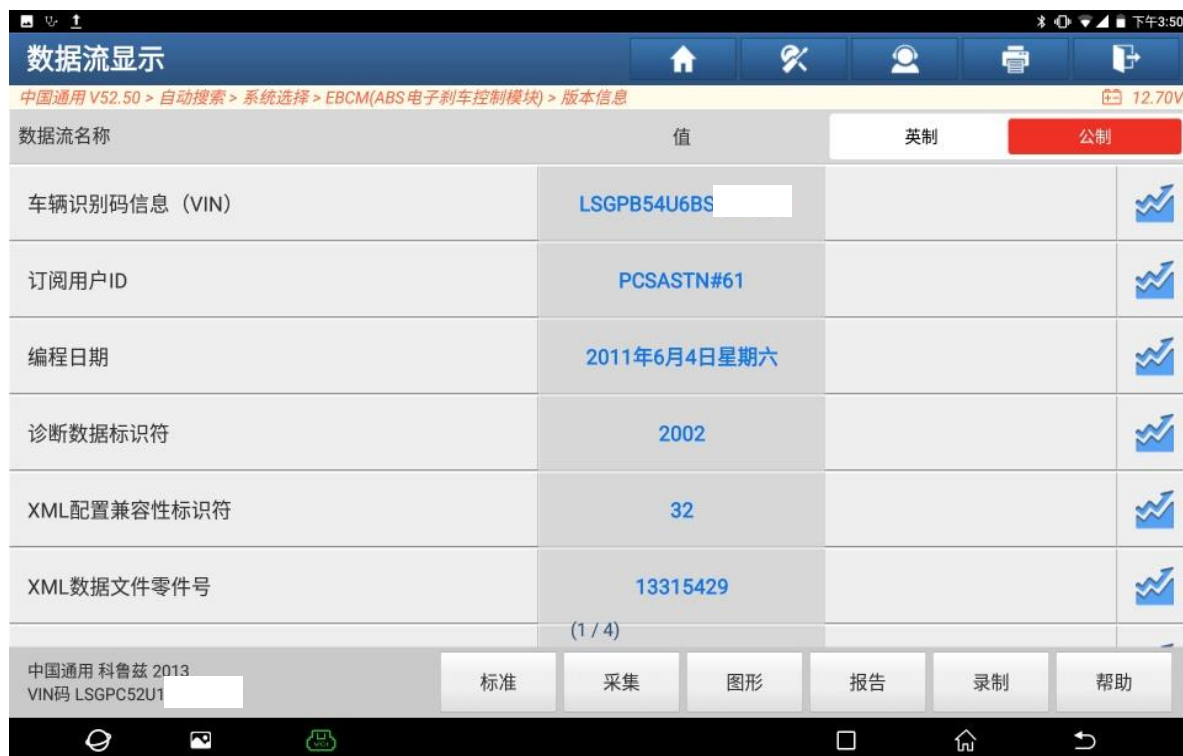 下午3:50
数据流显示
中国通用 V52.50 > 自动搜索 > 系统选择 > EBCM(ABS电子刹车控制模块) > 版本信息
12.70V
数据流名称 值 英制 公制
车辆识别码信息（VIN） LSGPB54U6BS
订阅用户ID PCSASTN#61
编程日期 2011年6月4日星期六
诊断数据标识符 2002
XML配置兼容性标识符 32
XML数据文件零件号 13315429
(1 / 4)
中国通用 科鲁兹 2013
VIN码 LSGPC52U1
标准 采集 图形 报告 录制 帮助
VCI